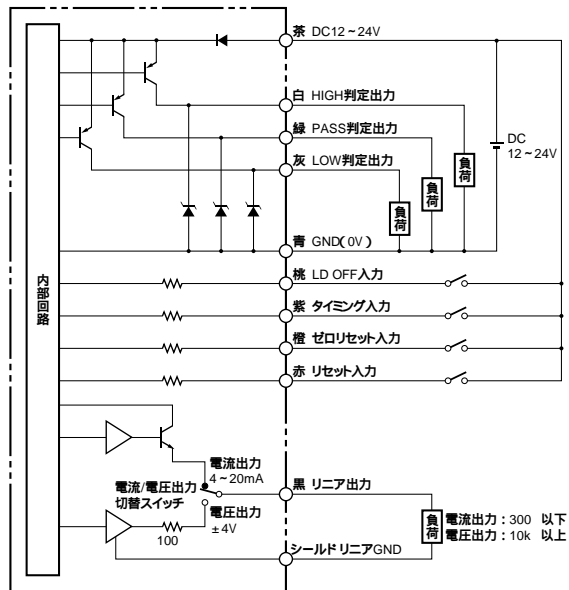 茶 DC12～24V
白 HIGH判定出力
緑 PASS判定出力
灰 LOW判定出力
負荷
負荷
負荷
DC
12～24V
青 GND(0V)
内部回路
桃 LD OFF入力
紫 タイミング入力
橙 ゼロリセット入力
赤 リセット入力
電流出力
4～20mA
電流/電圧出力
切替スイッチ
黒 リニア出力
電圧出力
±4V
100
負荷
電流出力：300 以下
電圧出力：10k 以上
シールド リニアGND